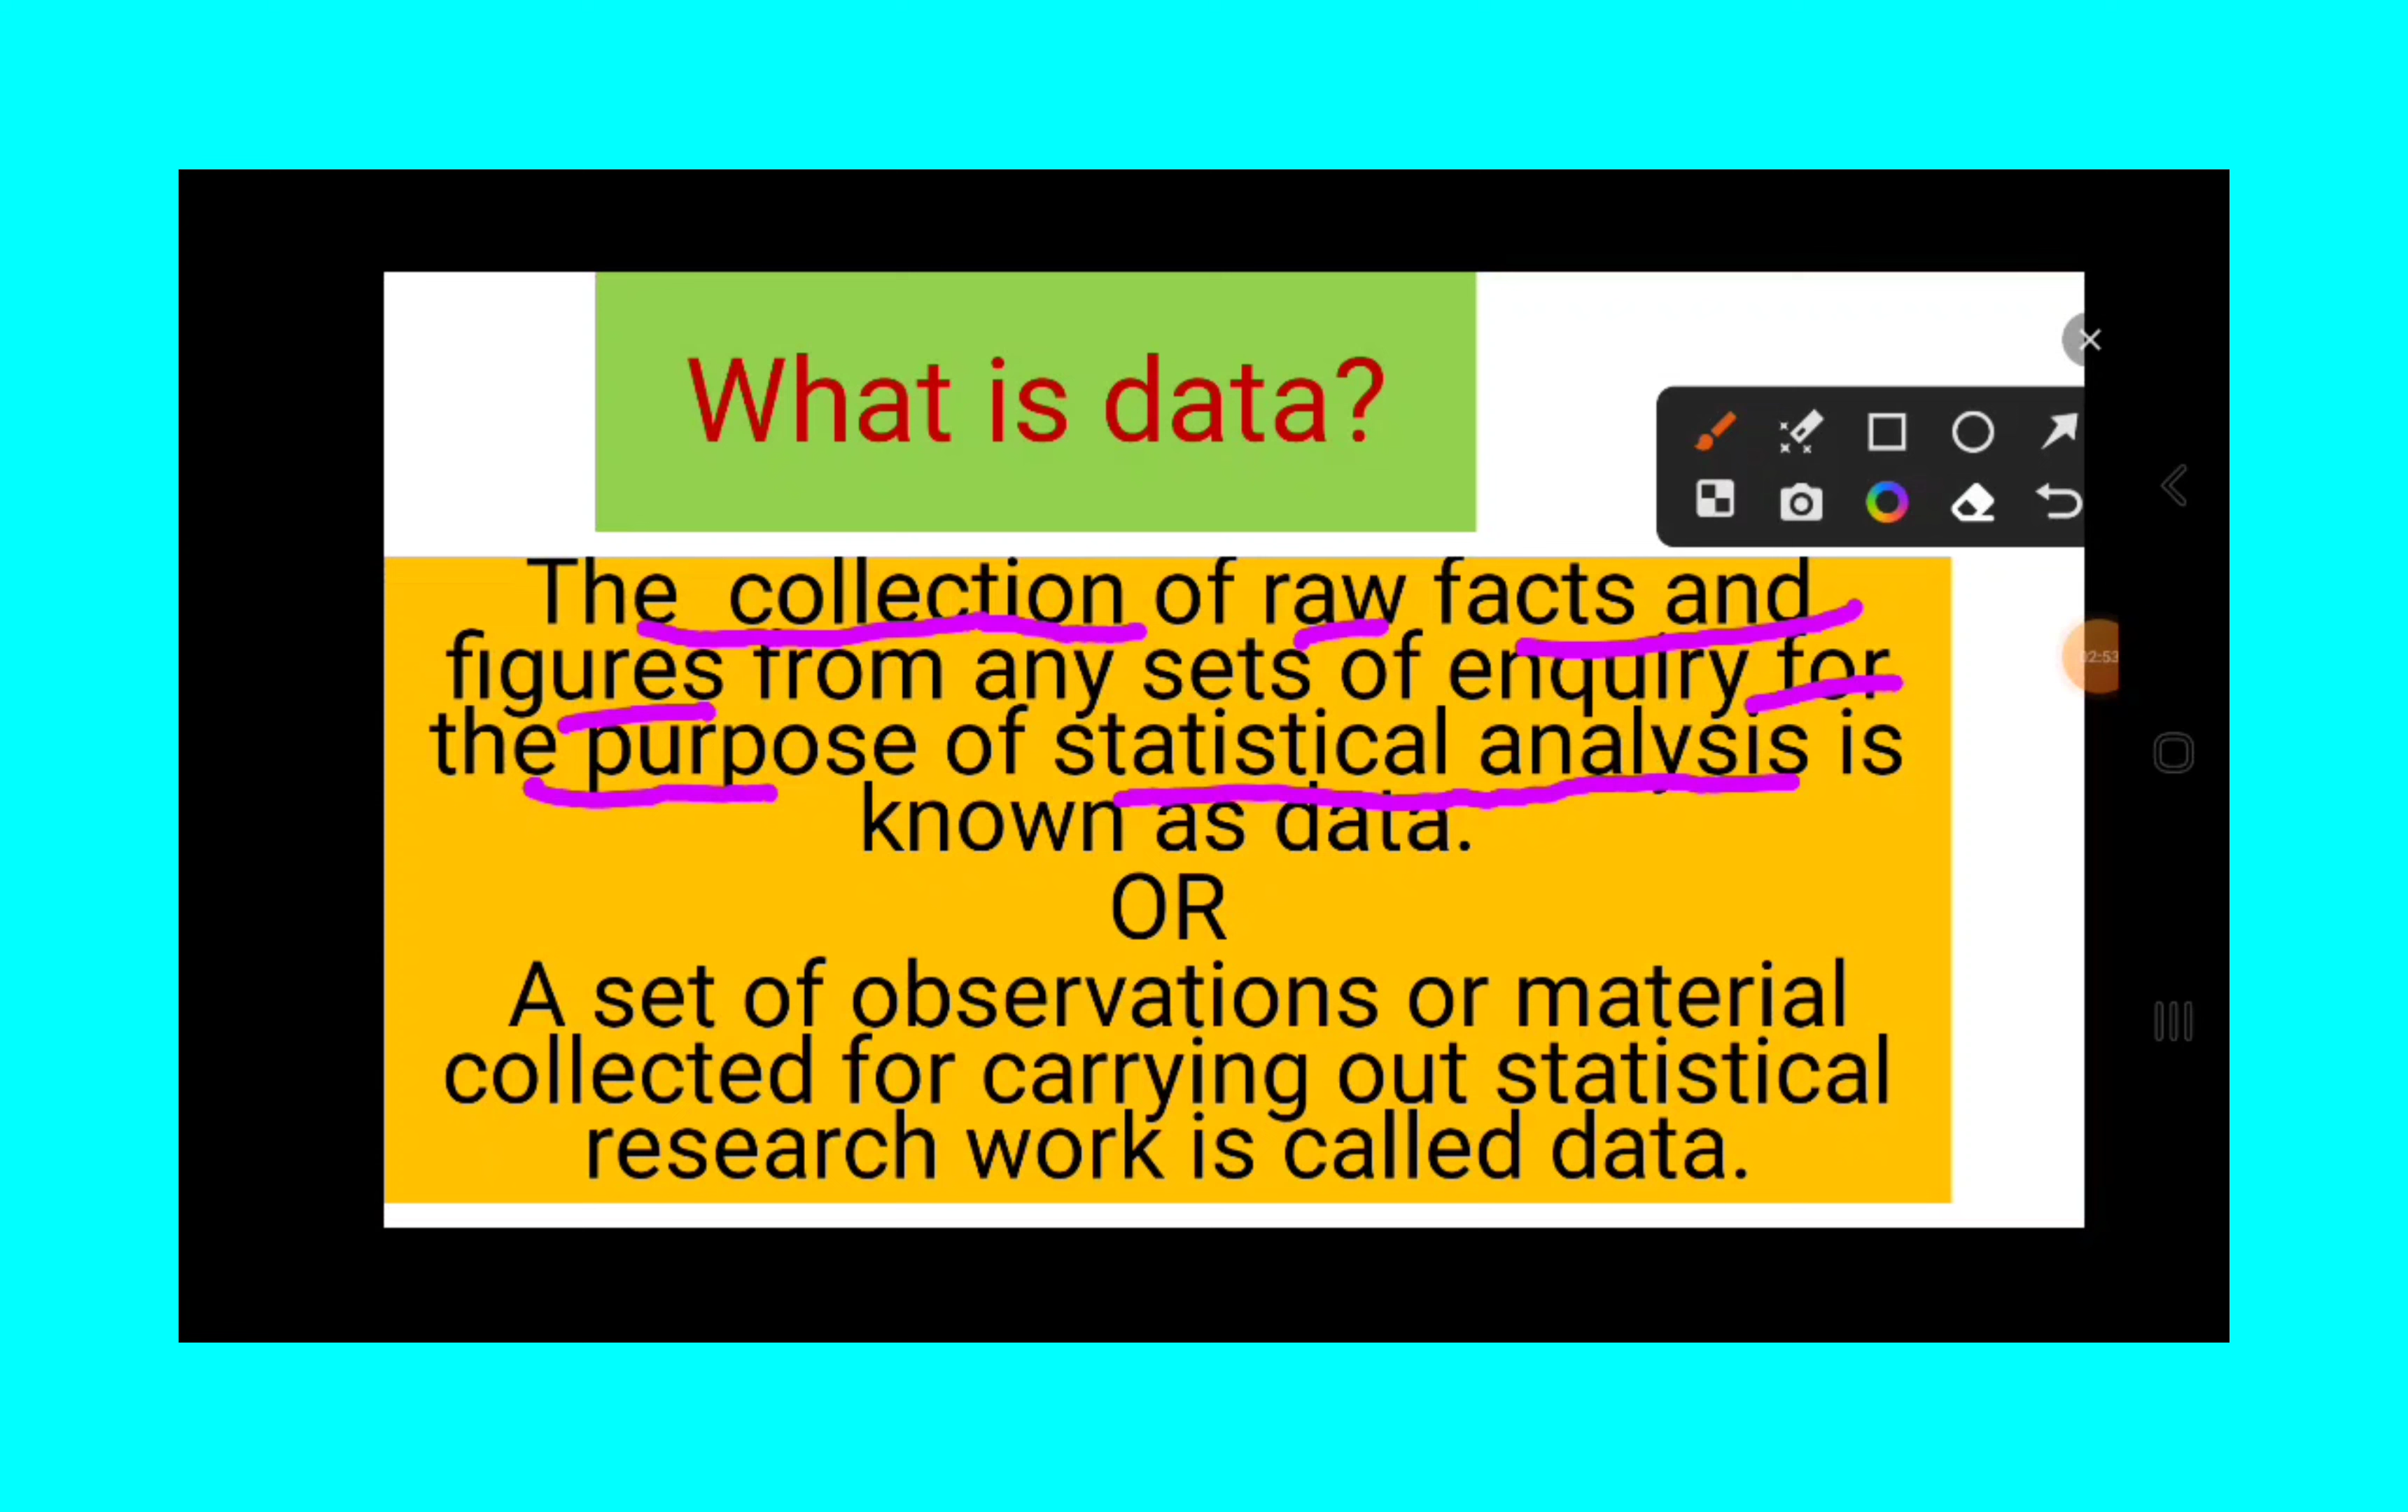 What is data?
The collection of raw facts and
figures from any sets of enquiry for
the purpose of statistical analysis is
known as data.
OR
A set of observations or material
collected for carrying out statistical
research work is called data.
02:53